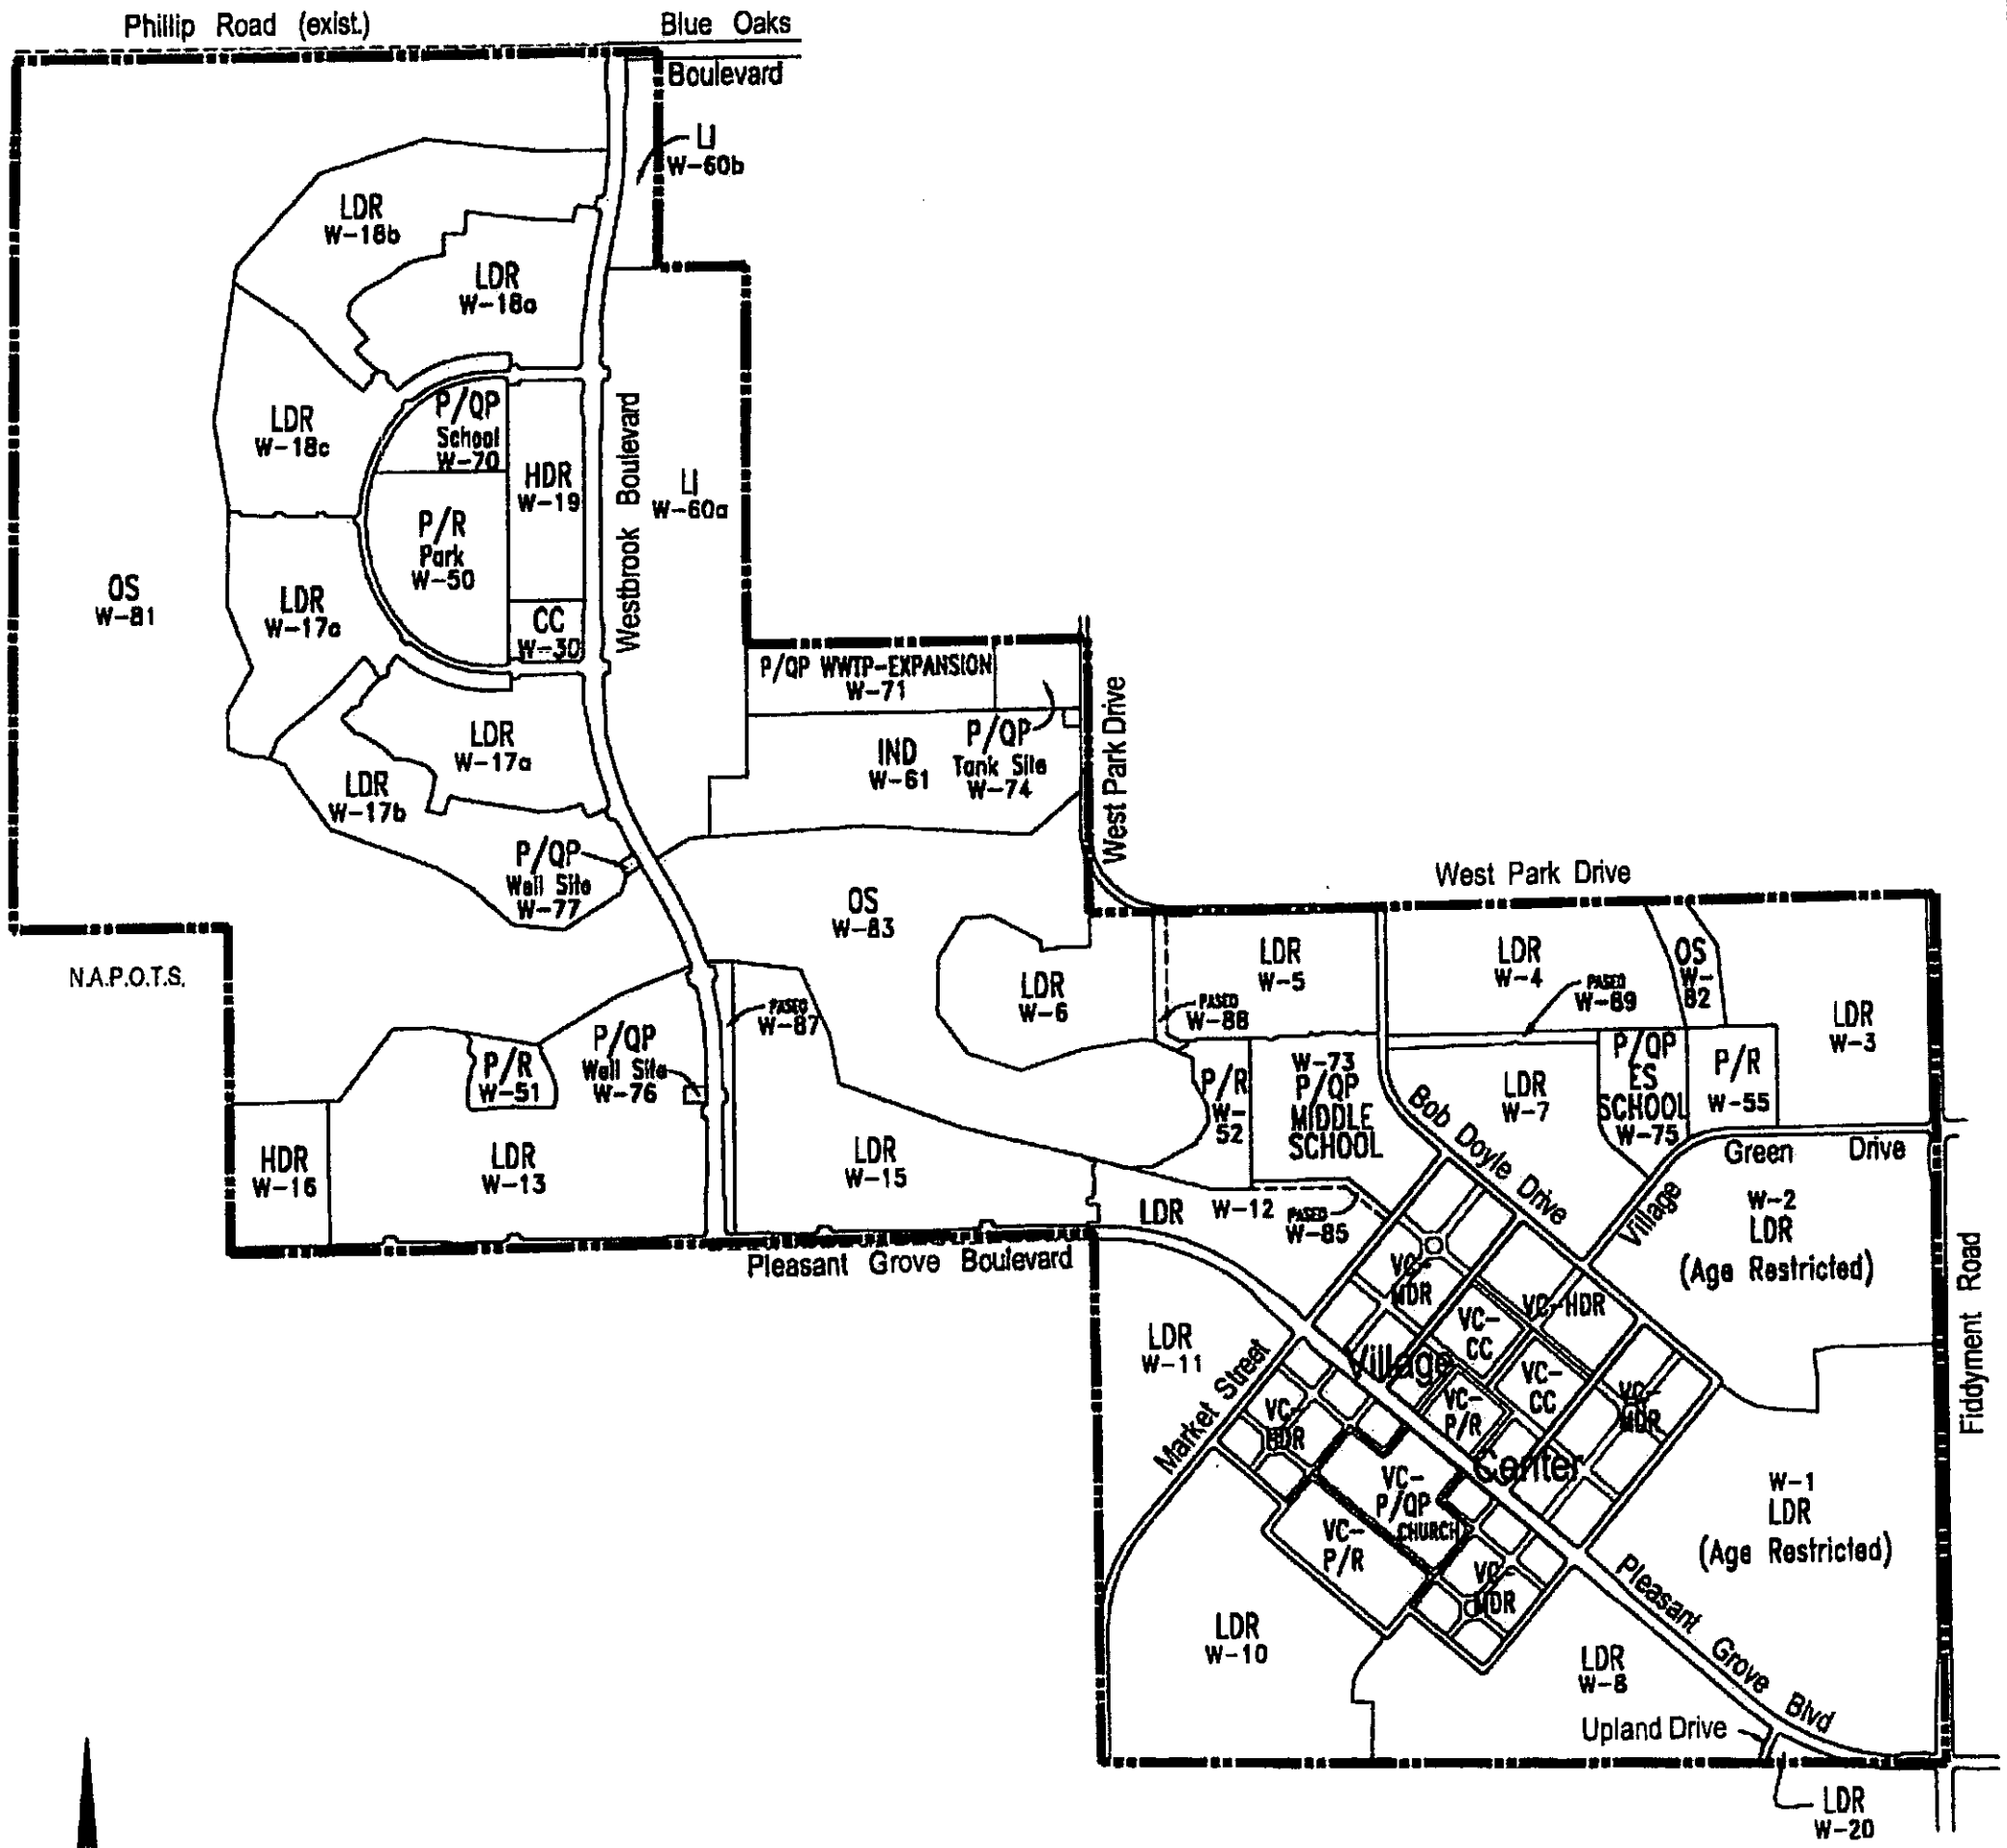 Phillip Road (exist.)
Blue Oaks
Boulevard
LI
W-60b
LDR
W-18b
LDR
W-18a
LDR
W-18c
P/QP
School
W-70
HDR
W-19
Westbrook Boulevard
LI
W-60a
P/R
Park
W-50
OS
W-81
LDR
W-17c
CC
W-30
P/QP WWTP-EXPANSION
W-71
LDR
W-17a
IND
W-61
P/QP
Tank Site
W-74
West Park Drive
LDR
W-17b
P/QP
Well Site
W-77
OS
W-83
West Park Drive
N.A.P.O.T.S.
LDR
W-6
LDR
W-5
LDR
W-4
OS
W-
82
PASEO
W-89
LDR
W-3
PASEO
W-87
PASEO
W-88
P/R
W-51
P/QP
Well Site
W-76
P/R
W-
52
W-73
P/QP
MIDDLE
SCHOOL
LDR
W-7
P/QP
ES
SCHOOL
W-75
P/R
W-55
Bob Doyle Drive
Green Drive
Village
HDR
W-16
LDR
W-13
LDR
W-15
LDR W-12
PASEO
W-85
W-2
LDR
(Age Restricted)
Pleasant Grove Boulevard
Fiddyment Road
VC-
MDR
VC-HDR
VC-
CC
LDR
W-11
Market Street
Village
VC-
CC
VC-
P/R
VC-
MDR
VC-
HDR
Center
VC-
P/QP
CHURCH
W-1
LDR
(Age Restricted)
VC-
P/R
VC-
MDR
Pleasant Grove Blvd
LDR
W-10
LDR
W-8
Upland Drive
LDR
W-20